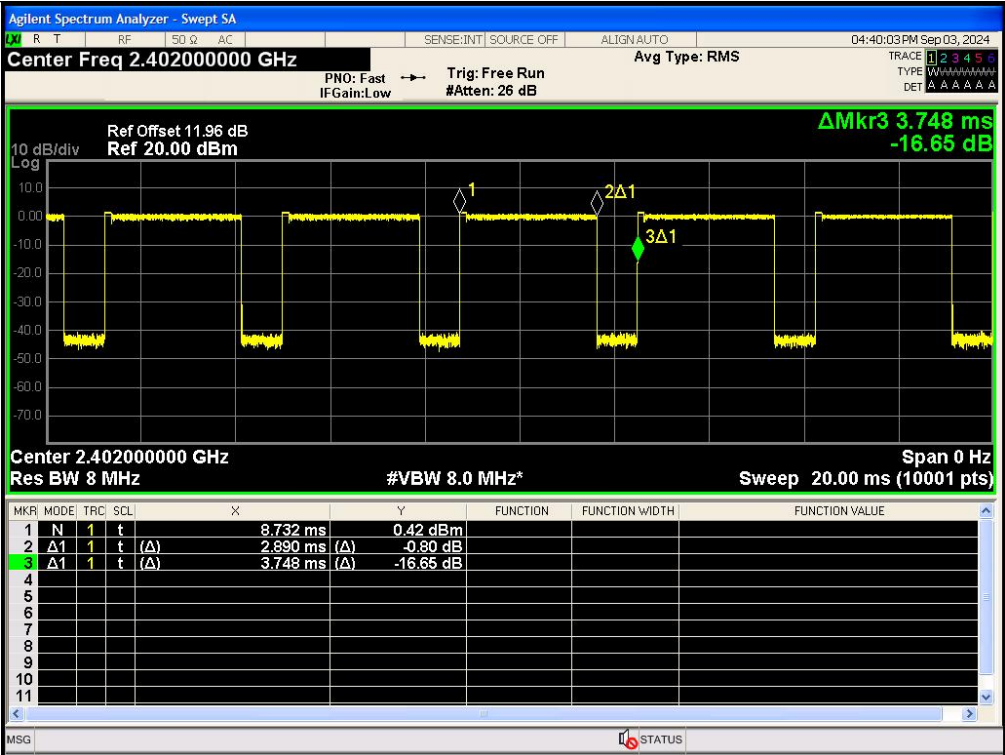 Agilent Spectrum Analyzer - Swept SA
LXI R T RF 50 Ω AC SENSE:INT SOURCE OFF ALIGN AUTO 04:40:03 PM Sep 03, 2024
Center Freq 2.402000000 GHz Avg Type: RMS TRACE 1 2 3 4 5 6
PNO: Fast Trig: Free Run TYPE W
IFGain:Low #Atten: 26 dB DET A A A A A A
ΔMkr3 3.748 ms
-16.65 dB
Ref Offset 11.96 dB
10 dB/div Ref 20.00 dBm
Log
10.0
0.00
-10.0
-20.0
-30.0
-40.0
-50.0
-60.0
-70.0
1
2Δ1
3Δ1
Center 2.402000000 GHz Span 0 Hz
Res BW 8 MHz #VBW 8.0 MHz* Sweep 20.00 ms (10001 pts)
MKR MODE TRC SCL X Y FUNCTION FUNCTION WIDTH FUNCTION VALUE
1 N 1 t 8.732 ms 0.42 dBm
2 Δ1 1 t (Δ) 2.890 ms (Δ) -0.80 dB
3 Δ1 1 t (Δ) 3.748 ms (Δ) -16.65 dB
4
5
6
7
8
9
10
11
MSG STATUS